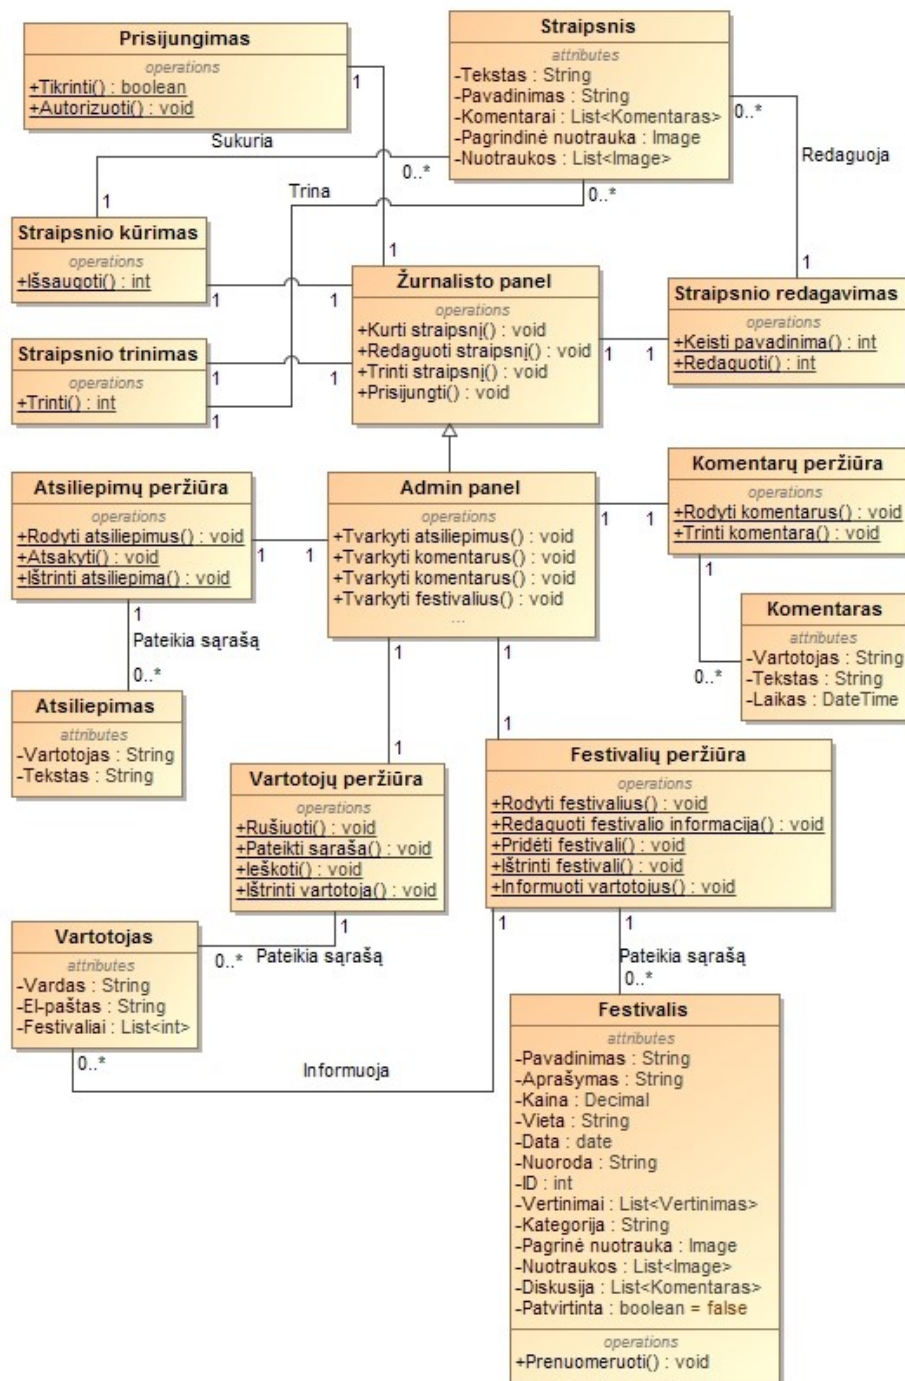 Prisijungimas
operations
+Tikrinti() : boolean
+Autorizuoti() : void
1
Straipsnis
attributes
-Tekstas : String
-Pavadinimas : String
-Komentarai : List<Komentaras>
-Pagrindinė nuotrauka : Image
-Nuotraukos : List<Image>
0..*
Redaguoja
1
Sukuria
0..*
1
Trina
0..*
Straipsnio kūrimas
operations
+Išsaugoti() : int
1
1
1
Žurnalisto panel
operations
+Kurti straipsnį() : void
+Redaguoti straipsnį() : void
+Trinti straipsnį() : void
+Prisijungti() : void
1
1
Straipsnio redagavimas
operations
+Keisti pavadinima() : int
+Redaguoti() : int
Straipsnio trinimas
operations
+Trinti() : int
1
1
1
Atsiliepimų peržiūra
operations
+Rodyti atsiliepimus() : void
+Atsakyti() : void
+Ištrinti atsiliepima() : void
1
1
Admin panel
operations
+Tvarkyti atsiliepimus() : void
+Tvarkyti komentarus() : void
+Tvarkyti komentarus() : void
+Tvarkyti festivalius() : void
...
1
1
Komentarų peržiūra
operations
+Rodyti komentarus() : void
+Trinti komentara() : void
1
0..*
Komentaras
attributes
-Vartotojas : String
-Tekstas : String
-Laikas : DateTime
1
Pateikia sąrašą
0..*
Atsiliepimas
attributes
-Vartotojas : String
-Tekstas : String
1
1
1
1
Vartotojų peržiūra
operations
+Rušiuoti() : void
+Pateikti sarašą() : void
+Ieškoti() : void
+Ištrinti vartotoją() : void
Festivalių peržiūra
operations
+Rodyti festivalius() : void
+Redaguoti festivalio informaciją() : void
+Pridėti festivali() : void
+Ištrinti festivali() : void
+Informuoti vartotojus() : void
1
0..*
Pateikia sąrašą
Vartotojas
attributes
-Vardas : String
-El-paštas : String
-Festivaliai : List<int>
0..*
Informuoja
1
1
Pateikia sąrašą
0..*
Festivalis
attributes
-Pavadinimas : String
-Aprašymas : String
-Kaina : Decimal
-Vieta : String
-Data : date
-Nuoroda : String
-ID : int
-Vertinimai : List<Vertinimas>
-Kategorija : String
-Pagrinė nuotrauka : Image
-Nuotraukos : List<Image>
-Diskusija : List<Komentaras>
-Patvirtinta : boolean = false
operations
+Prenuomeruoti() : void